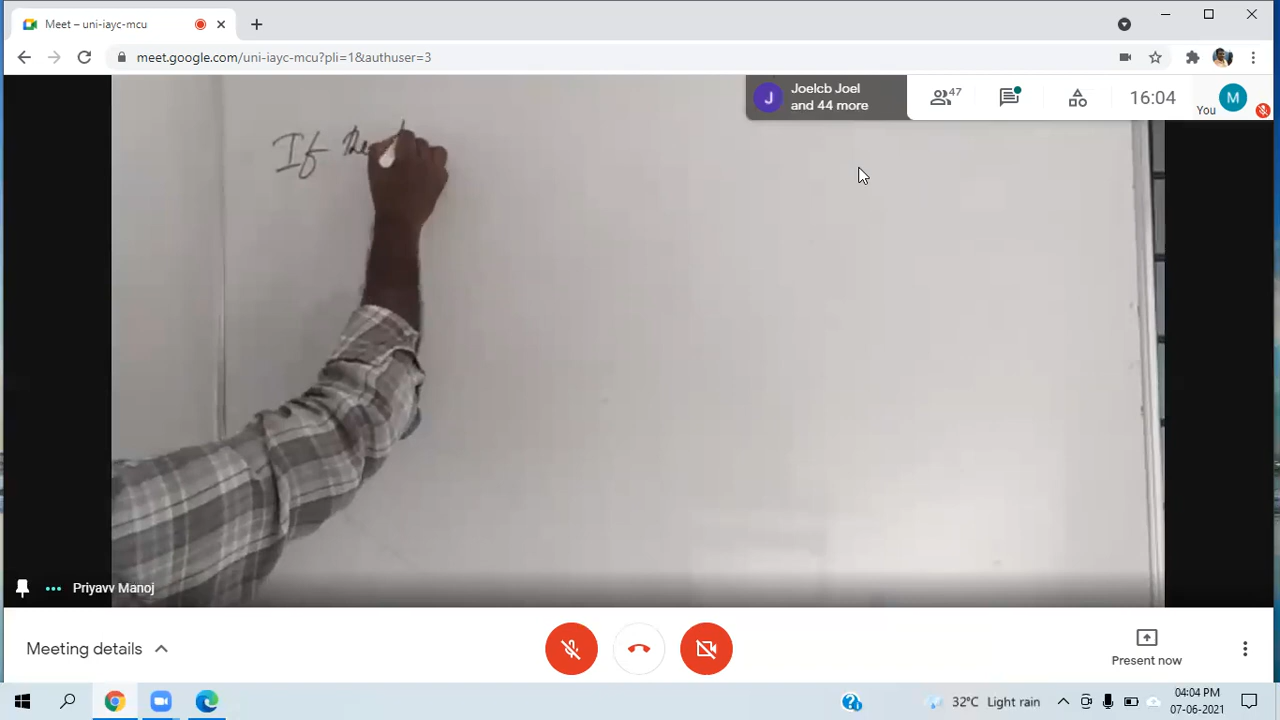 Meet – uni-iayc-mcu
meet.google.com/uni-iayc-mcu?pli=1&authuser=3
J
Joelcb Joel
and 44 more
47
16:04
You
M
If the
Priyavv Manoj
Meeting details
Present now
?
32°C Light rain
04:04 PM
07-06-2021